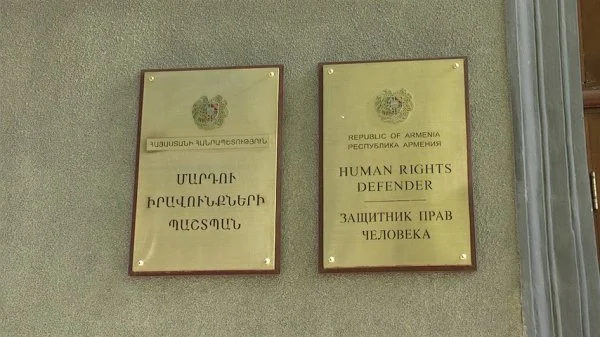 ՀԱՅԱՍՏԱՆԻ ՀԱՆՐԱՊԵՏՈՒԹՅՈՒՆ
ՄԱՐԴՈՒ
ԻՐԱՎՈՒՆՔՆԵՐԻ
ՊԱՇՏՊԱՆ
REPUBLIC OF ARMENIA
РЕСПУБЛИКА АРМЕНИЯ
HUMAN RIGHTS
DEFENDER
ЗАЩИТНИК ПРАВ
ЧЕЛОВЕКА